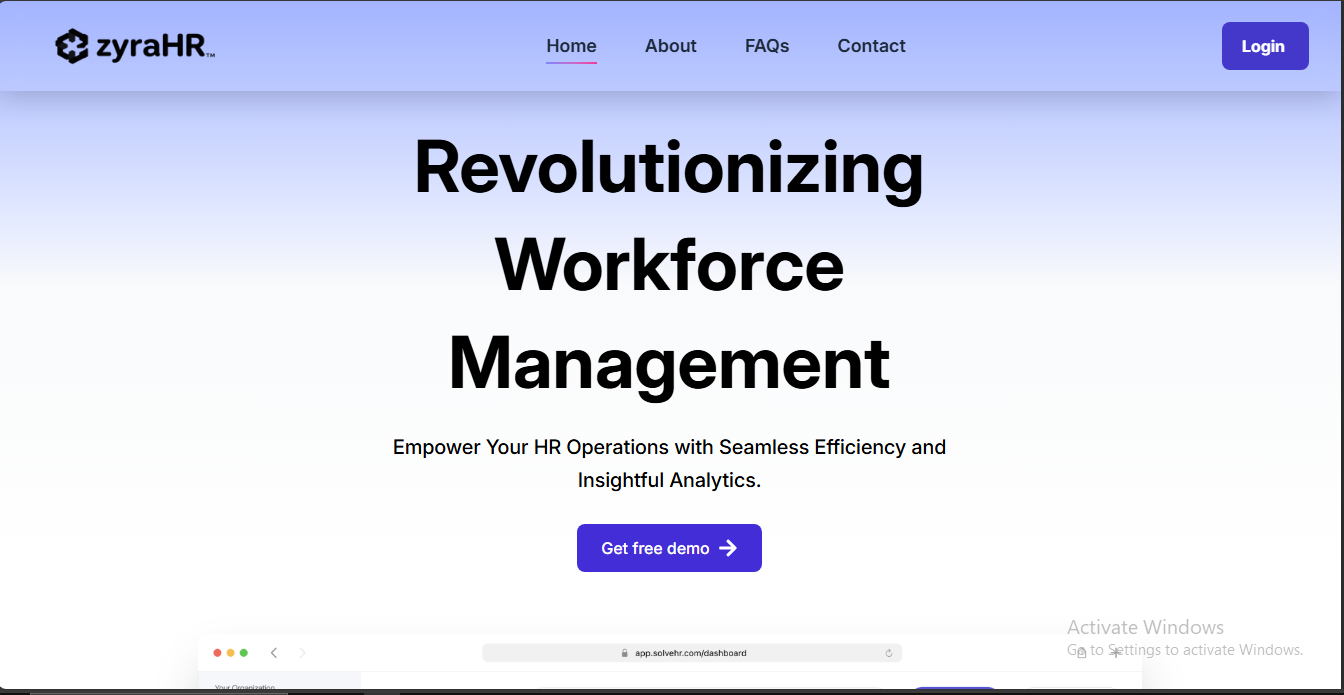 zyraHR™
Home About FAQs Contact
Login
Revolutionizing
Workforce
Management
Empower Your HR Operations with Seamless Efficiency and
Insightful Analytics.
Get free demo
Activate Windows
Go to Settings to activate Windows.
app.solvehr.com/dashboard
Your Organization